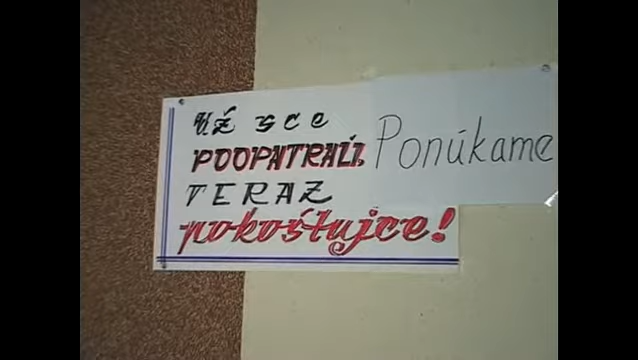 Už sce
POOPATRALI,
TERAZ
pokoštujce!
Ponúkame